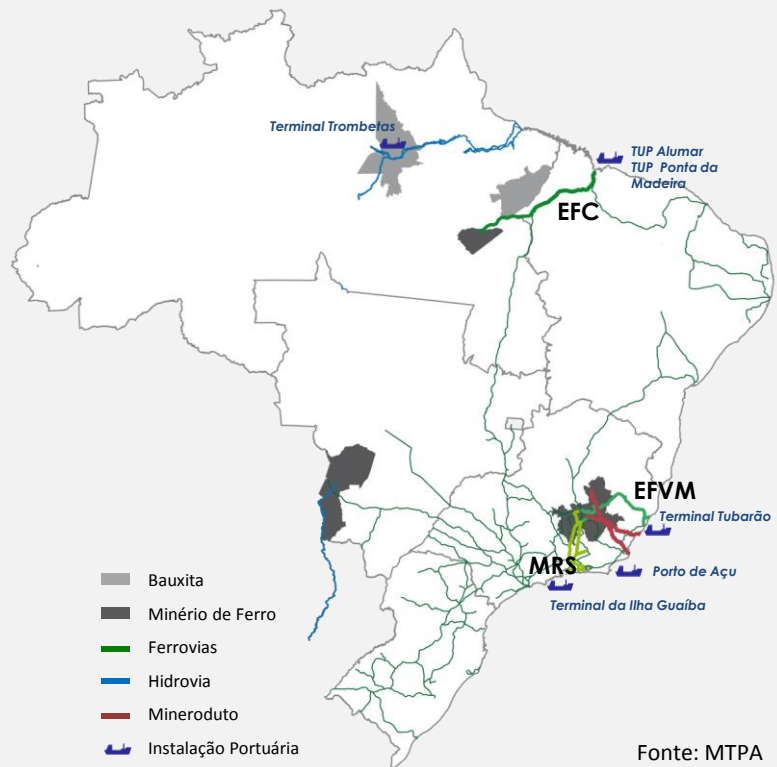 Terminal Trombetas
TUP Alumar
TUP Ponta da
Madeira
EFC
EFVM
Terminal Tubarão
MRS
Porto de Açu
Terminal da Ilha Guaíba
Bauxita
Minério de Ferro
Ferrovias
Hidrovia
Mineroduto
Instalação Portuária
Fonte: MTPA